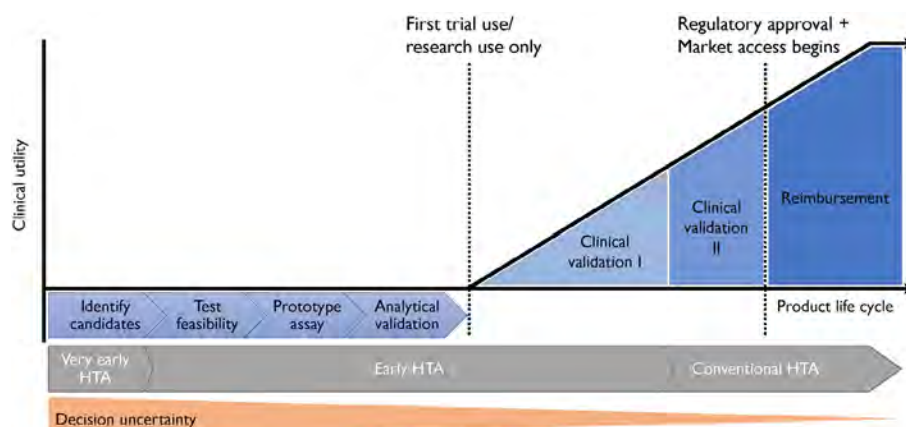 First trial use/
research use only
Regulatory approval +
Market access begins
Clinical utility
Clinical
validation I
Clinical
validation
II
Reimbursement
Identify
candidates
Test
feasibility
Prototype
assay
Analytical
validation
Product life cycle
Very early
HTA
Early HTA
Conventional HTA
Decision uncertainty